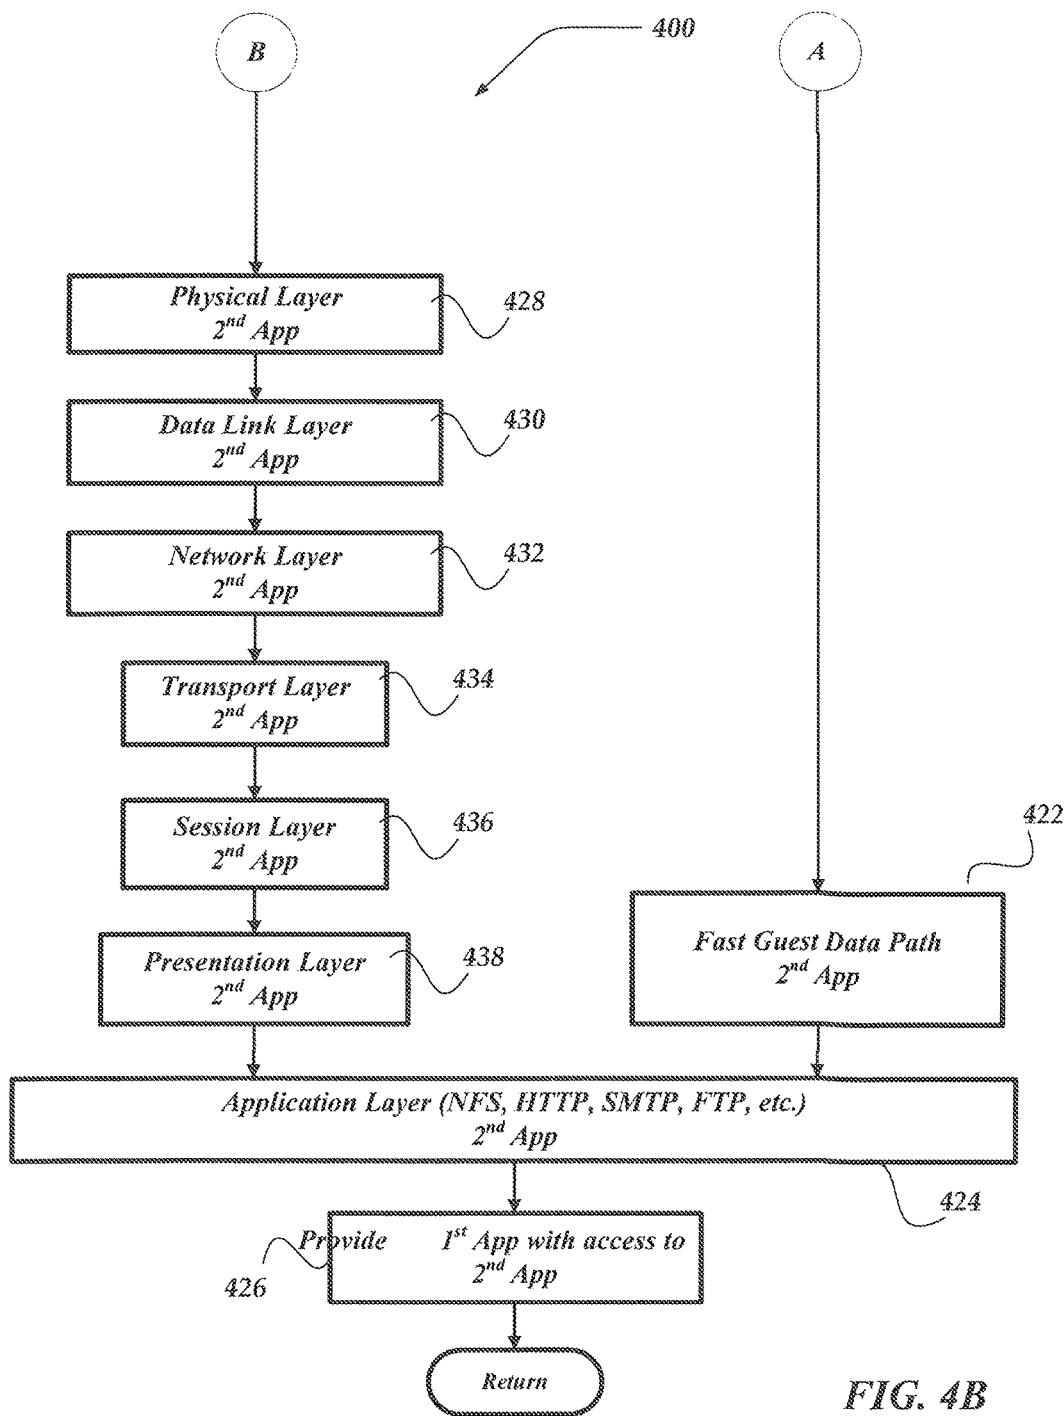 B
400
A
Physical Layer
2nd App
428
Data Link Layer
2nd App
430
Network Layer
2nd App
432
Transport Layer
2nd App
434
Session Layer
2nd App
436
422
Fast Guest Data Path
2nd App
Presentation Layer
2nd App
438
Application Layer (NFS, HTTP, SMTP, FTP, etc.)
2nd App
424
Provide 1st App with access to
2nd App
426
Return
FIG. 4B